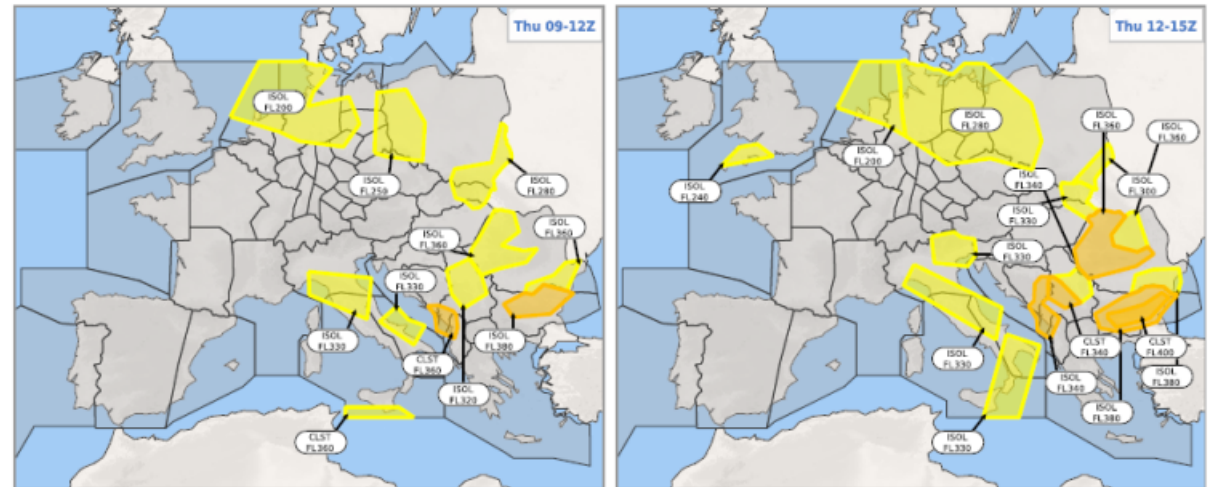 Thu 09-12Z
ISOL
FL200
ISOL
FL250
ISOL
FL280
ISOL
FL360
ISOL
FL360
ISOL
FL330
ISOL
FL330
CLST
FL360
ISOL
FL380
ISOL
FL320
CLST
FL360
Thu 12-15Z
ISOL
FL280
ISOL
FL360
ISOL
FL360
ISOL
FL200
ISOL
FL240
ISOL
FL340
ISOL
FL300
ISOL
FL330
ISOL
FL330
ISOL
FL330
CLST
FL340
CLST
FL400
ISOL
FL340
ISOL
FL380
ISOL
FL380
ISOL
FL330